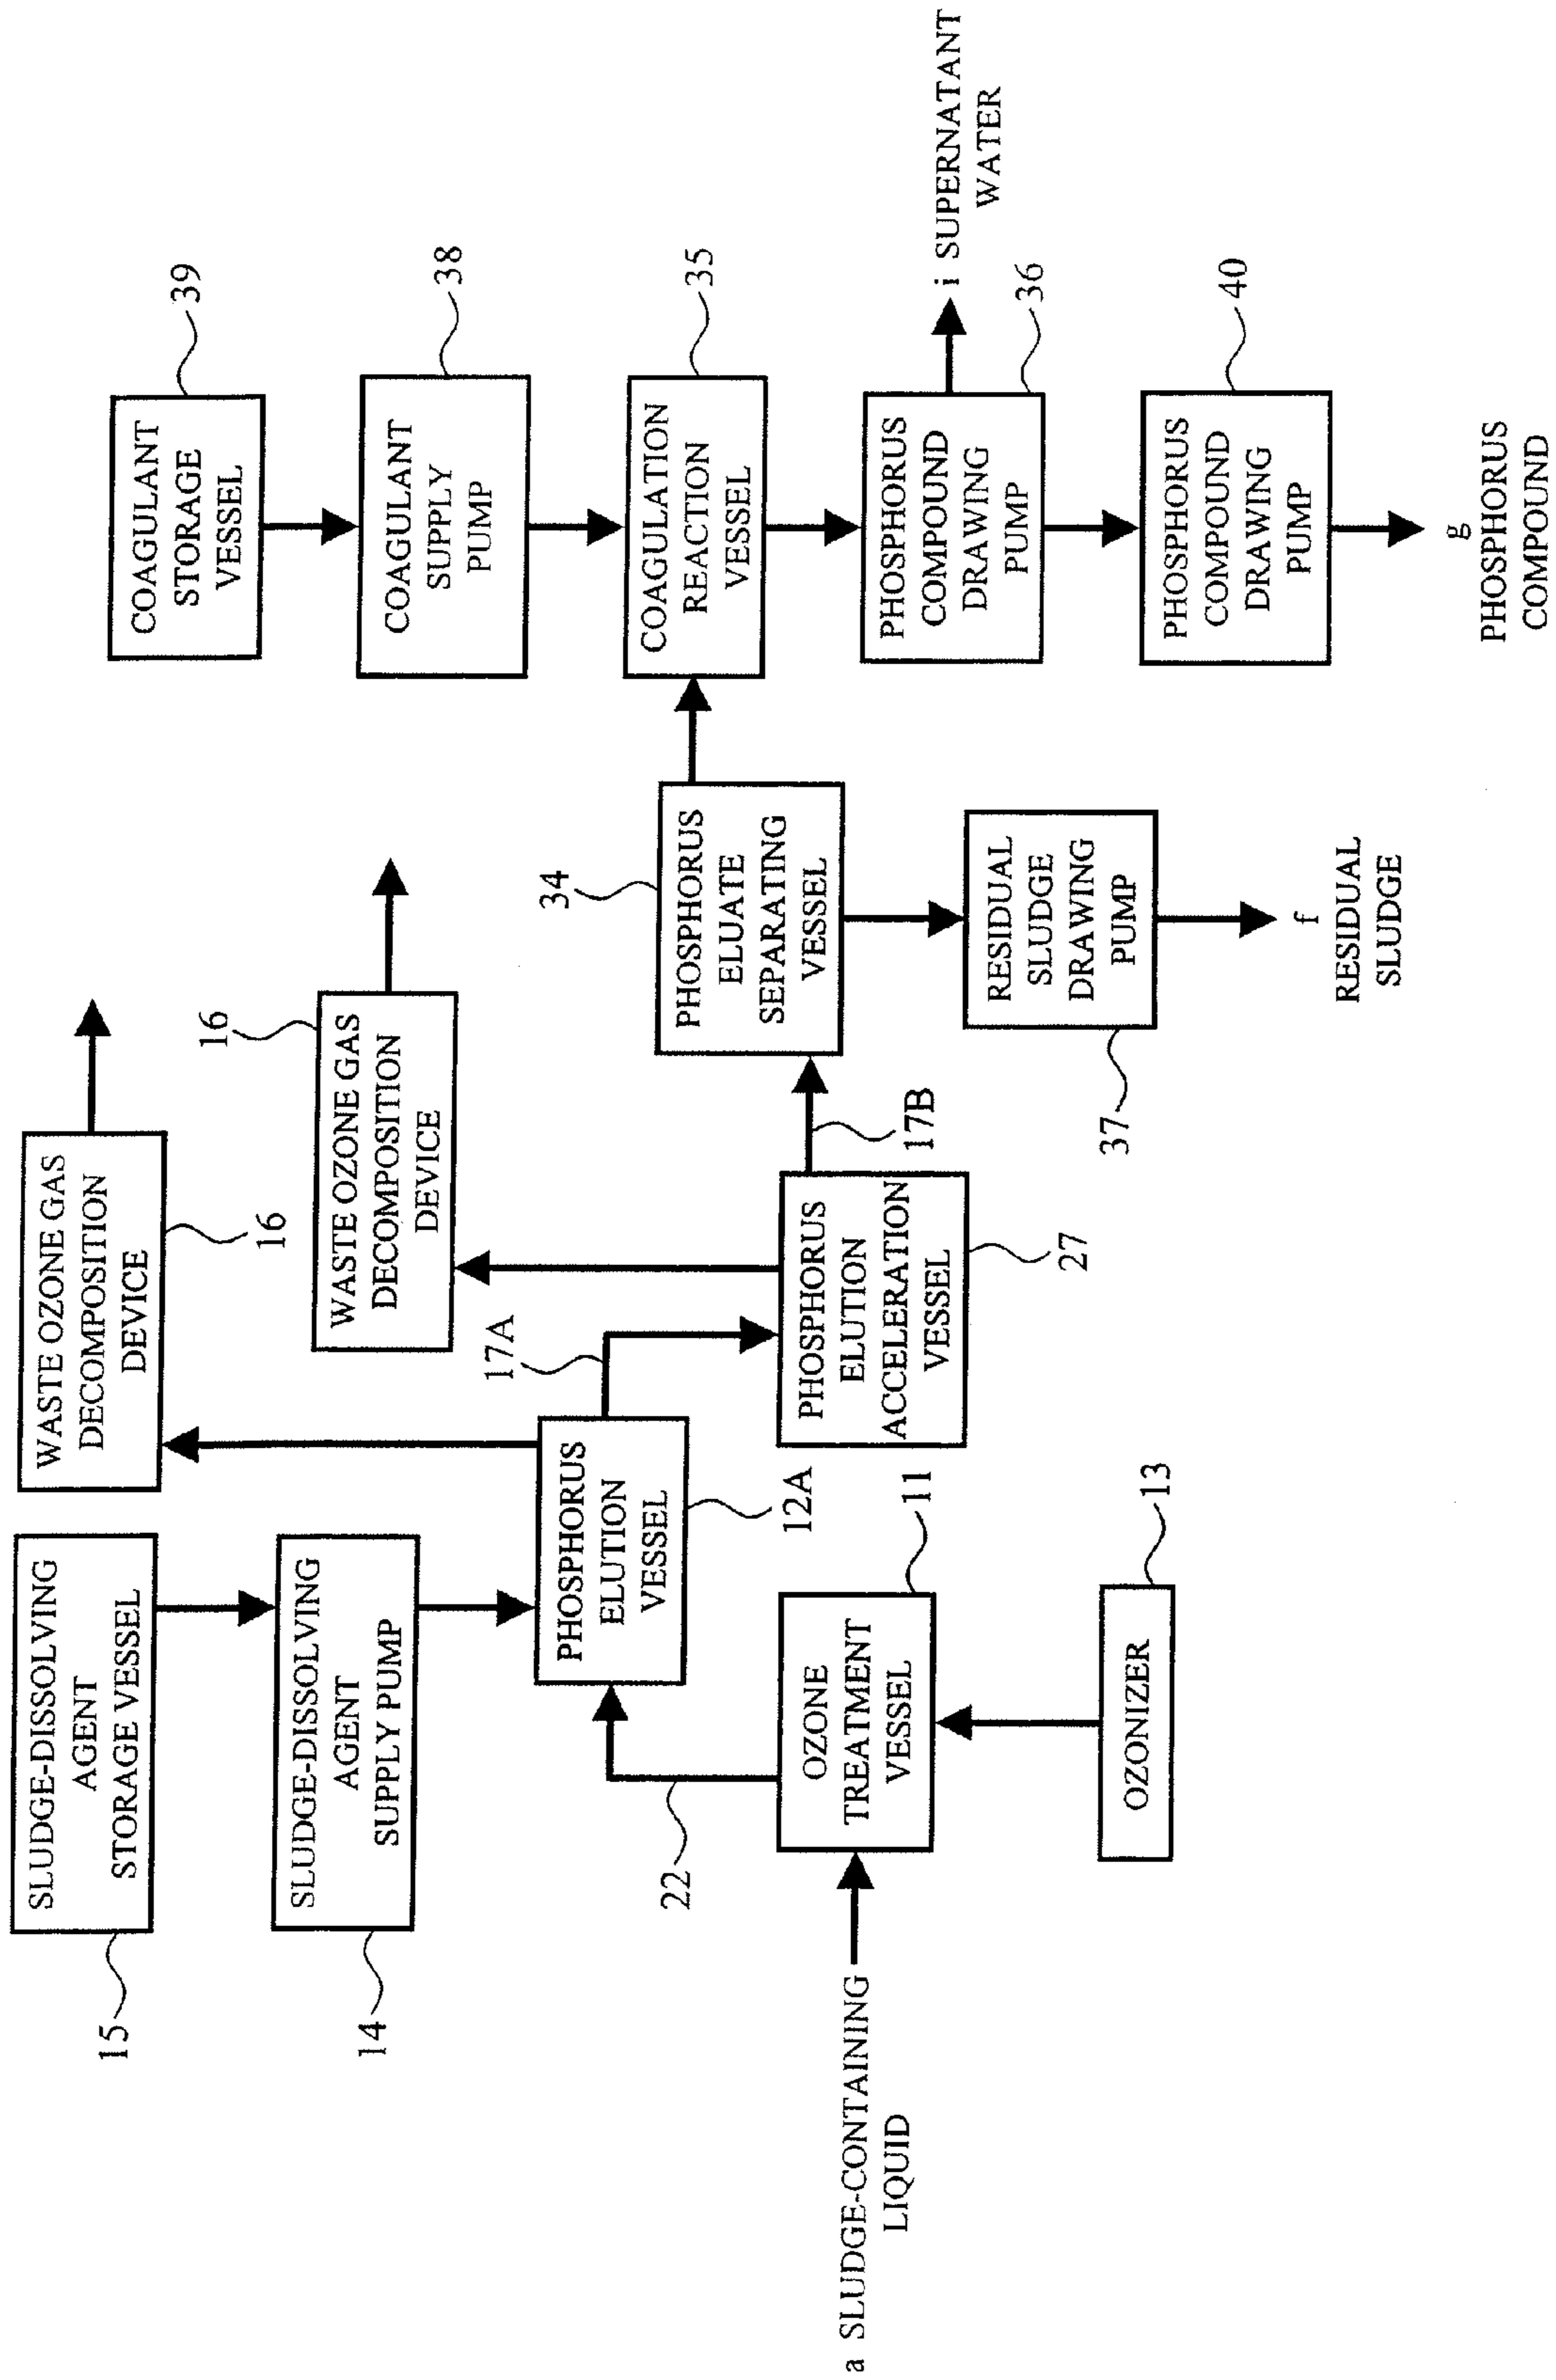 SLUDGE-DISSOLVING
AGENT
STORAGE VESSEL
15
WASTE OZONE GAS
DECOMPOSITION
DEVICE
16
COAGULANT
STORAGE
VESSEL
39
SLUDGE-DISSOLVING
AGENT
SUPPLY PUMP
14
WASTE OZONE GAS
DECOMPOSITION
DEVICE
16
COAGULANT
SUPPLY
PUMP
38
17A
PHOSPHORUS
ELUTION
VESSEL
12A
22
34
PHOSPHORUS
ELUATE
SEPARATING
VESSEL
COAGULATION
REACTION
VESSEL
35
a SLUDGE-CONTAINING
LIQUID
OZONE
TREATMENT
VESSEL
11
PHOSPHORUS
ELUTION
ACCELERATION
VESSEL
27
17B
PHOSPHORUS
COMPOUND
DRAWING
PUMP
36
i SUPERNATANT
WATER
OZONIZER
13
RESIDUAL
SLUDGE
DRAWING
PUMP
37
PHOSPHORUS
COMPOUND
DRAWING
PUMP
40
f
RESIDUAL
SLUDGE
g
PHOSPHORUS
COMPOUND